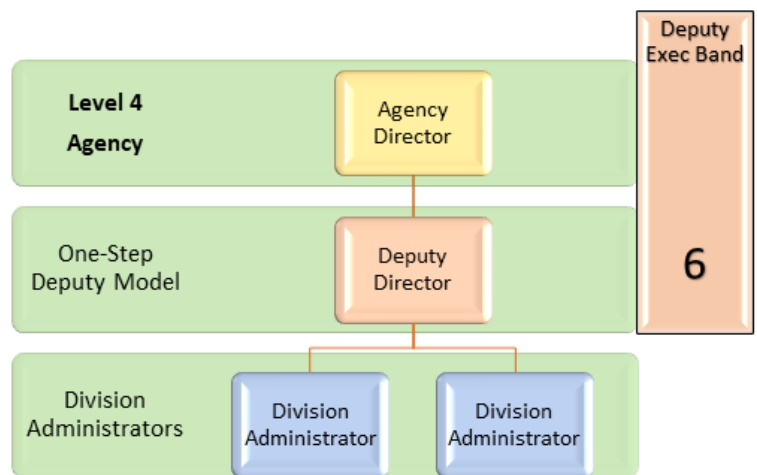 Deputy
Exec Band
Level 4
Agency
Agency
Director
One-Step
Deputy Model
Deputy
Director
6
Division
Administrators
Division
Administrator
Division
Administrator